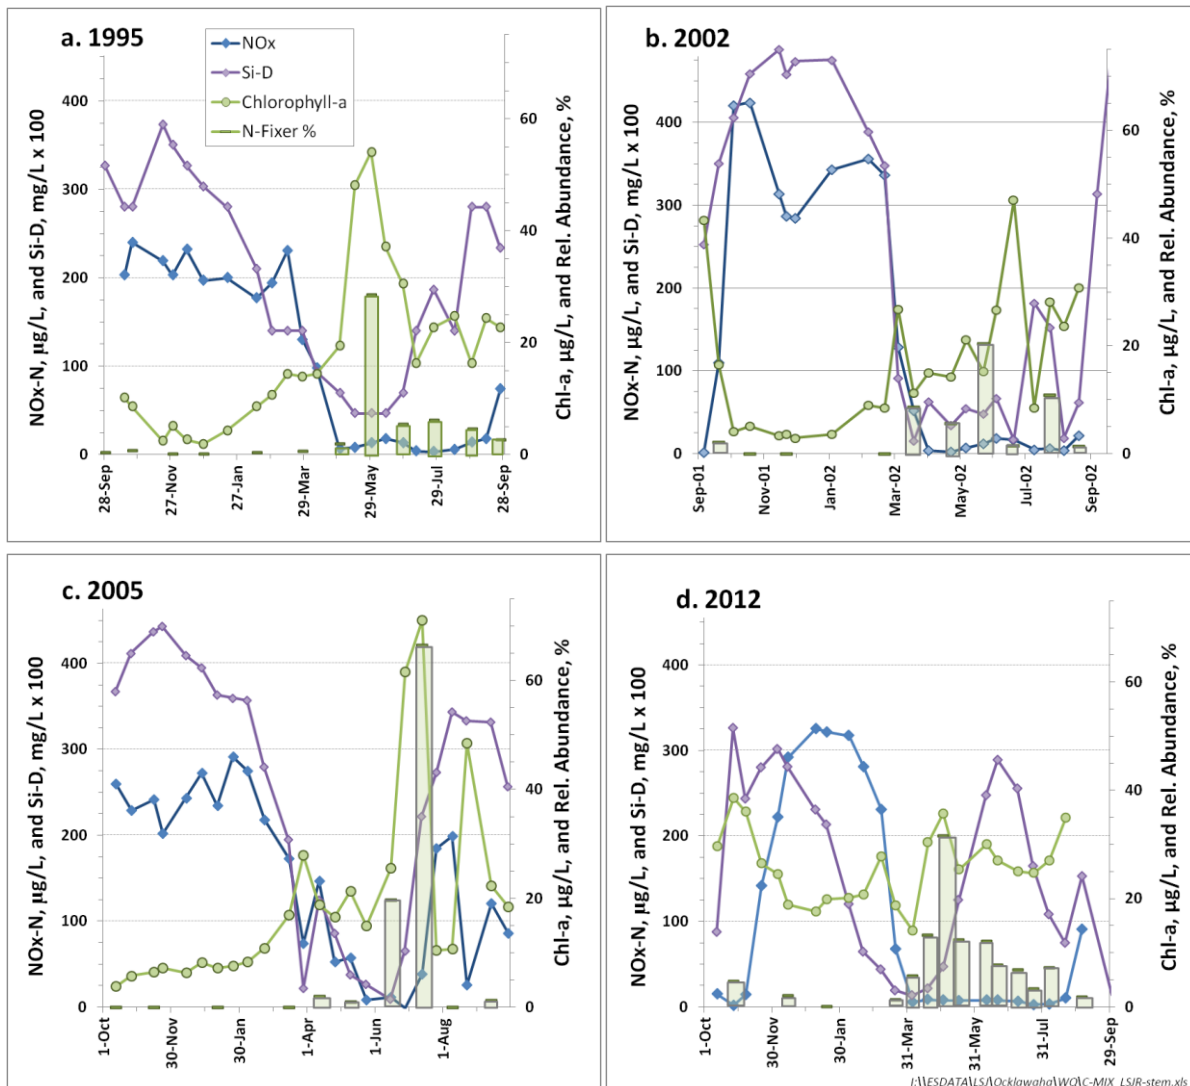 a. 1995
NOx
Si-D
Chlorophyll-a
N-Fixer %
NOx-N, µg/L, and Si-D, mg/L x 100
400
300
200
100
0
Chl-a, µg/L, and Rel. Abundance, %
60
40
20
0
28-Sep
27-Nov
27-Jan
29-Mar
29-May
29-Jul
28-Sep
b. 2002
NOx-N, µg/L, and Si-D, mg/L x 100
400
300
200
100
0
Chl-a, µg/L, and Rel. Abundance, %
60
40
20
0
Sep-01
Nov-01
Jan-02
Mar-02
May-02
Jul-02
Sep-02
c. 2005
NOx-N, µg/L, and Si-D, mg/L x 100
400
300
200
100
0
Chl-a, µg/L, and Rel. Abundance, %
60
40
20
0
1-Oct
30-Nov
30-Jan
1-Apr
1-Jun
1-Aug
d. 2012
NOx-N, µg/L, and Si-D, mg/L x 100
400
300
200
100
0
Chl-a, µg/L, and Rel. Abundance, %
60
40
20
0
1-Oct
30-Nov
30-Jan
31-Mar
31-May
31-Jul
29-Sep
I:\\ESDATA\LSJ\Ocklawaha\WQ\C-MIX_LSJR-stem.xls